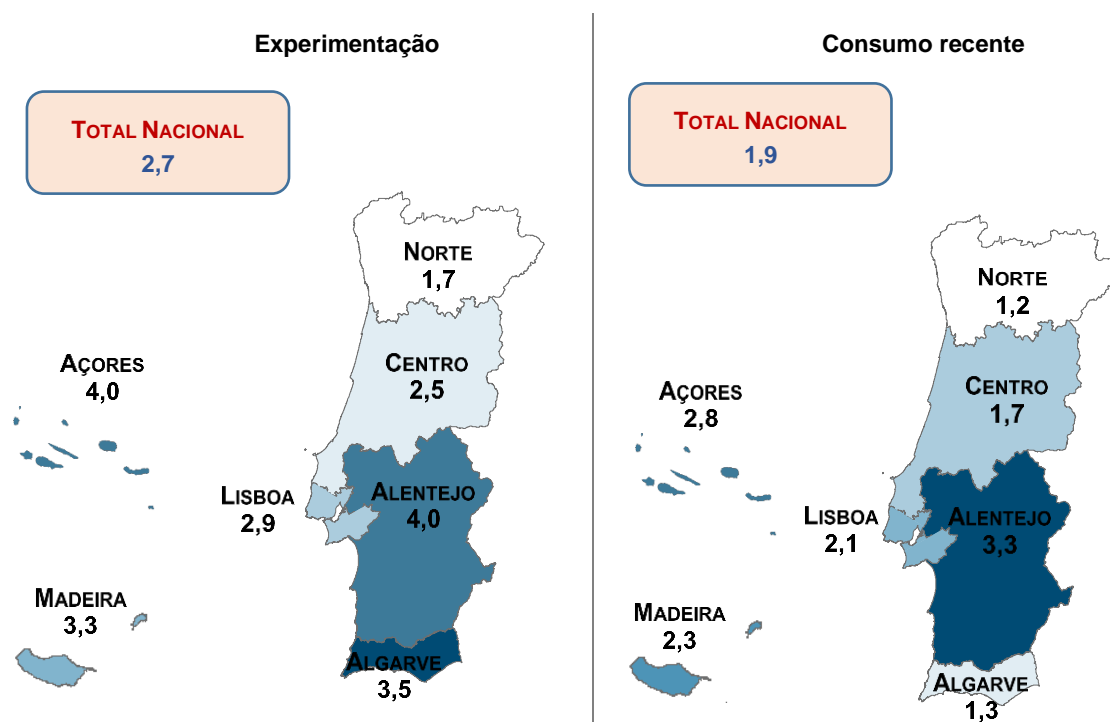 Experimentação
TOTAL NACIONAL
2,7
NORTE
1,7
CENTRO
2,5
AÇORES
4,0
LISBOA
2,9
ALENTEJO
4,0
MADEIRA
3,3
ALGARVE
3,5
Consumo recente
TOTAL NACIONAL
1,9
NORTE
1,2
CENTRO
1,7
AÇORES
2,8
LISBOA
2,1
ALENTEJO
3,3
MADEIRA
2,3
ALGARVE
1,3